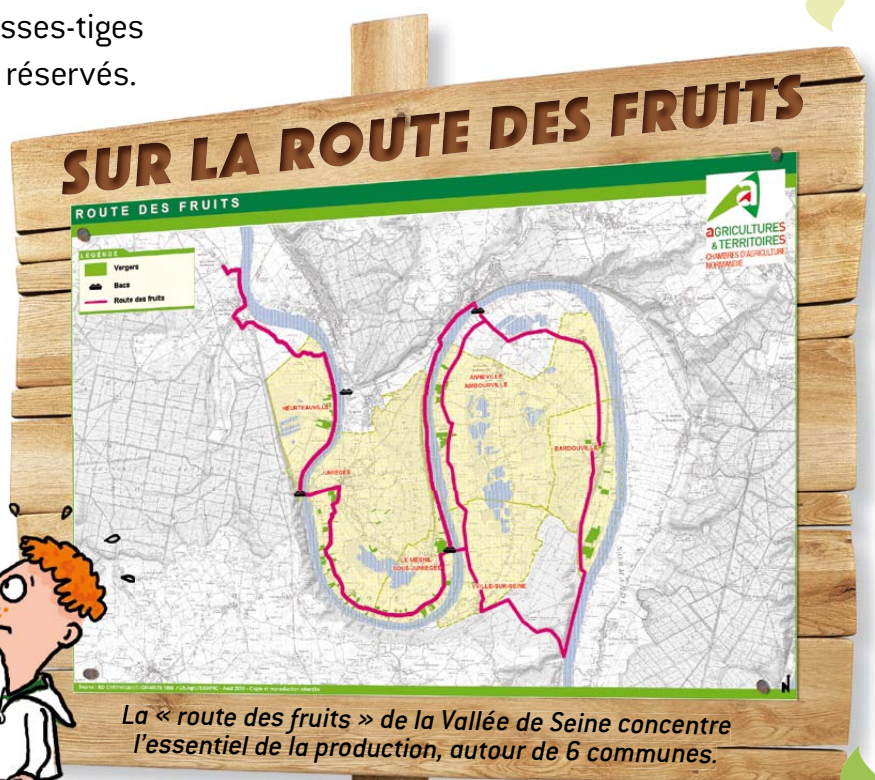 sses-tiges
réservés.
SUR LA ROUTE DES FRUITS
ROUTE DES FRUITS
AGRICULTURES
& TERRITOIRES
CHAMBRES D'AGRICULTURE
NORMANDIE
LÉGENDE
Vergers
Bacs
Route des fruits
ANNEVILLE
AMBOURVILLE
HEURTEAUVILLE
BARDOUVILLE
JUMIEGES
LE MESNIL
SOUS-JUMIEGES
YVILLE-SUR-SEINE
N
La « route des fruits » de la Vallée de Seine concentre
l'essentiel de la production, autour de 6 communes.